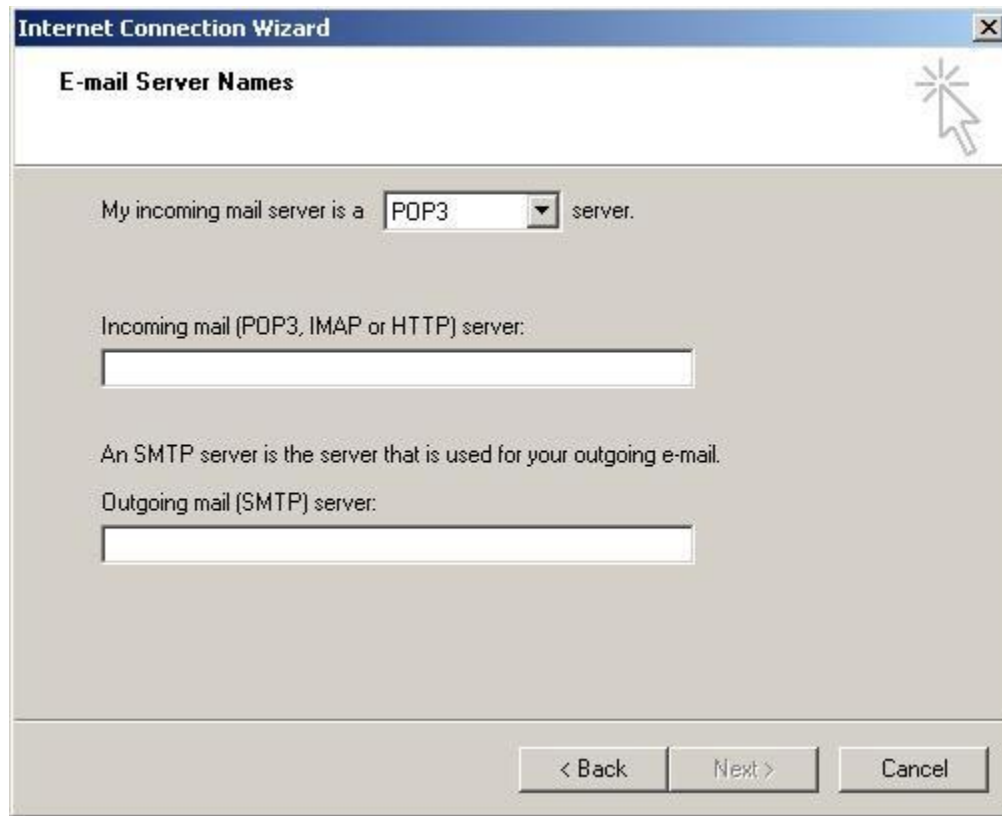 Internet Connection Wizard
E-mail Server Names
My incoming mail server is a POP3 server.
Incoming mail (POP3, IMAP or HTTP) server:
An SMTP server is the server that is used for your outgoing e-mail.
Outgoing mail (SMTP) server:
< Back Next > Cancel